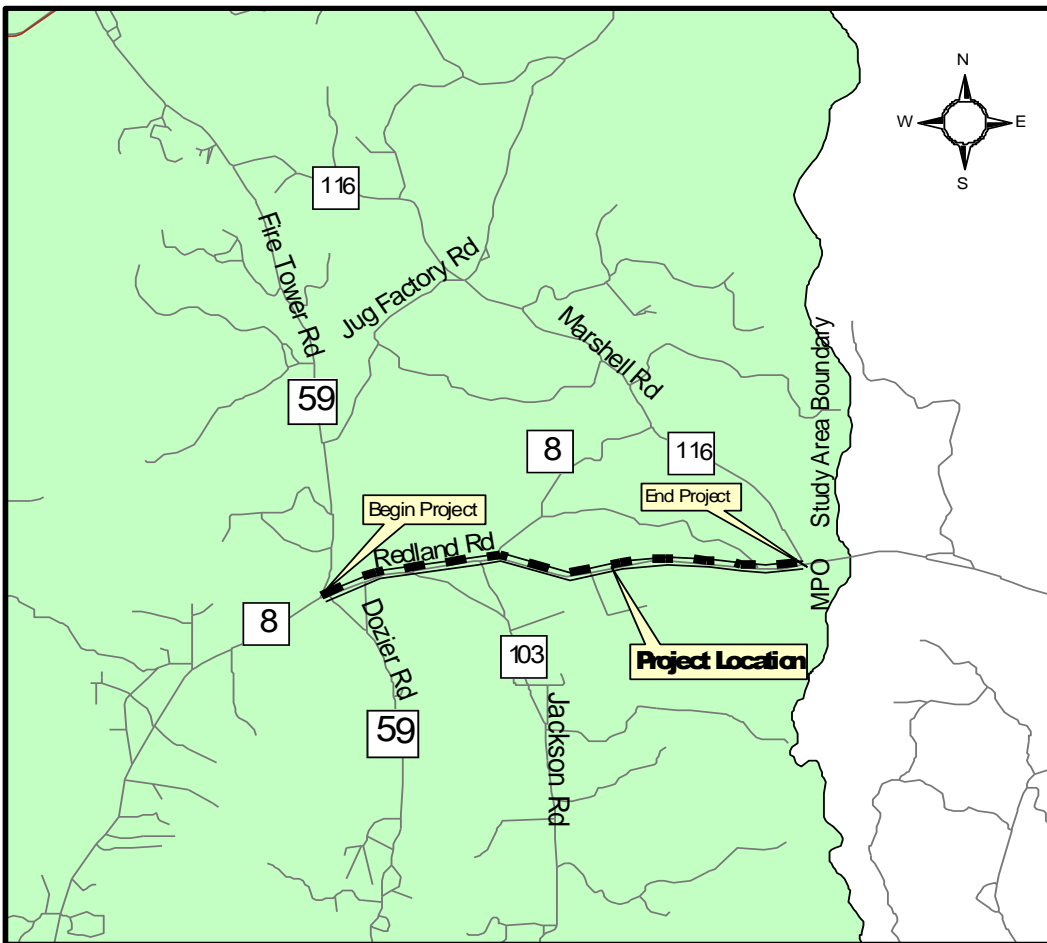 N
W E
S
116
Fire Tower Rd
Jug Factory Rd
Marshell Rd
59
8
116
MPO Study Area Boundary
Begin Project
End Project
Redland Rd
8
Dozier Rd
103
Project Location
59
Jackson Rd